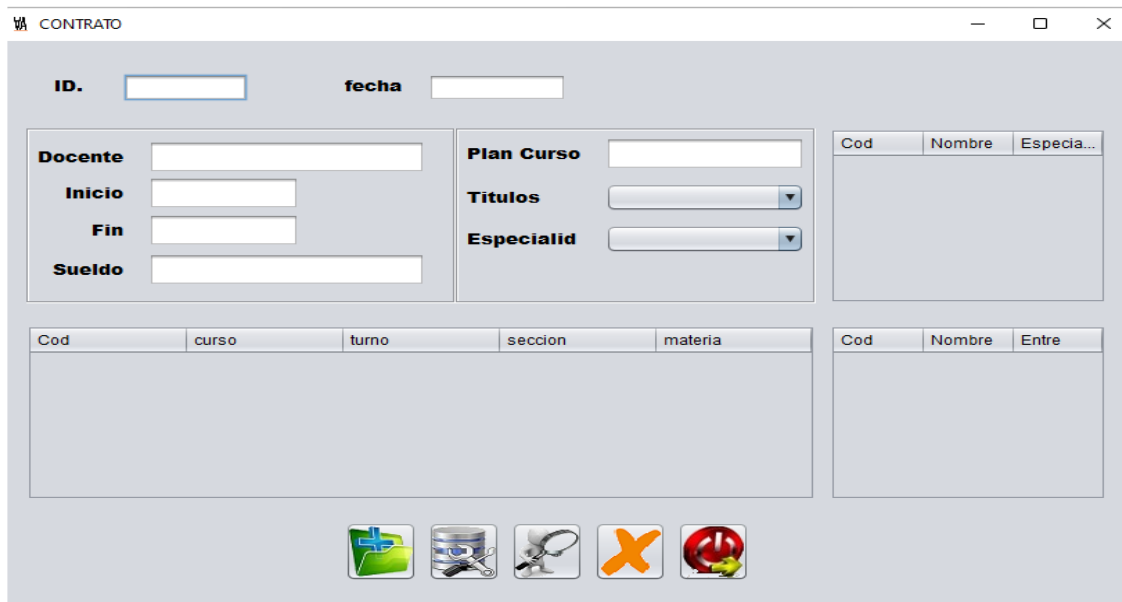 CONTRATO
ID. fecha
Docente
Inicio
Fin
Sueldo
Plan Curso
Titulos
Especialid
Cod Nombre Especia...
Cod curso turno seccion materia
Cod Nombre Entre